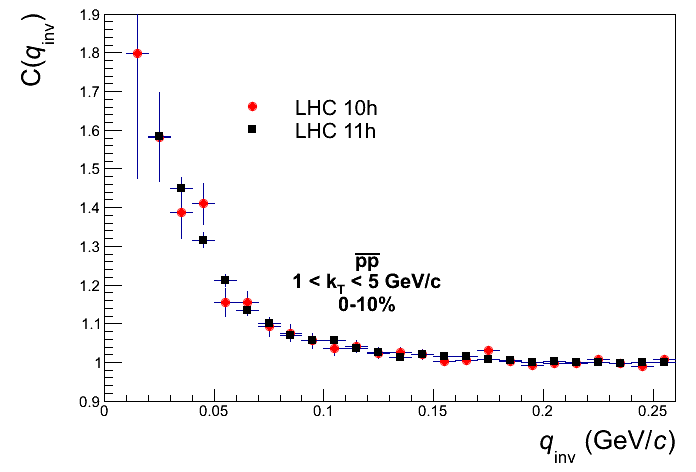 C(q_inv)
1.9
1.8
1.7
1.6
1.5
1.4
1.3
1.2
1.1
1
0.9
LHC 10h
LHC 11h
p̅p̅
1 < k_T < 5 GeV/c
0-10%
0 0.05 0.1 0.15 0.2 0.25
q_inv (GeV/c)